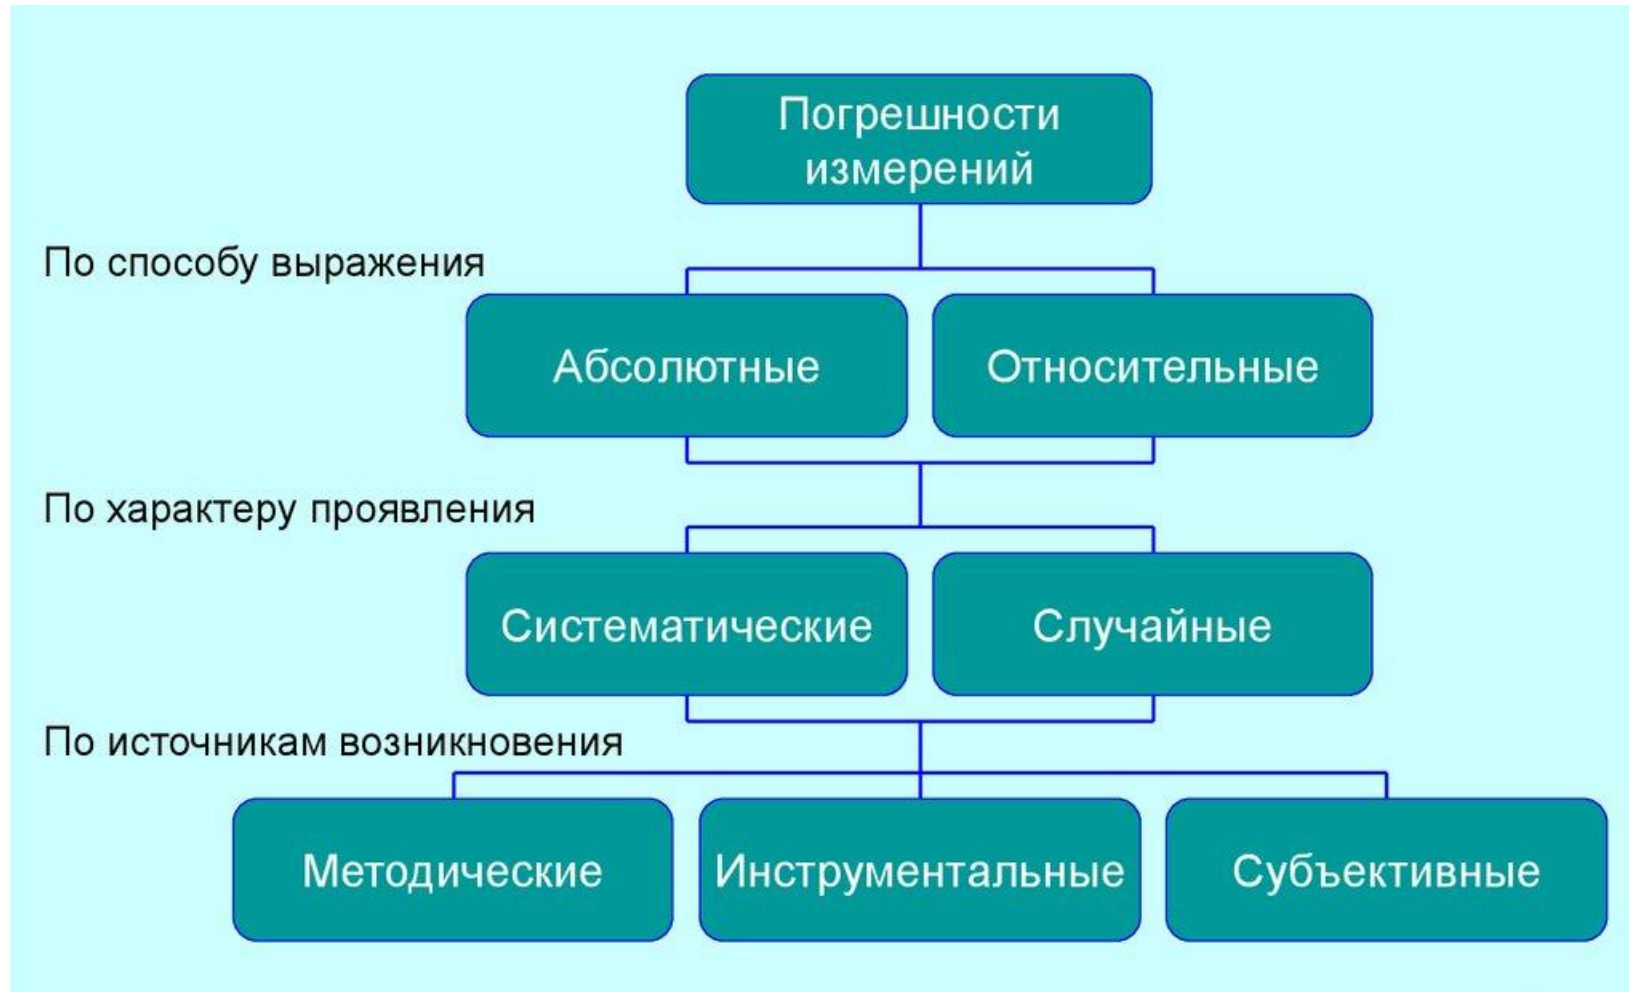 Погрешности
измерений
По способу выражения
Абсолютные
Относительные
По характеру проявления
Систематические
Случайные
По источникам возникновения
Методические
Инструментальные
Субъективные